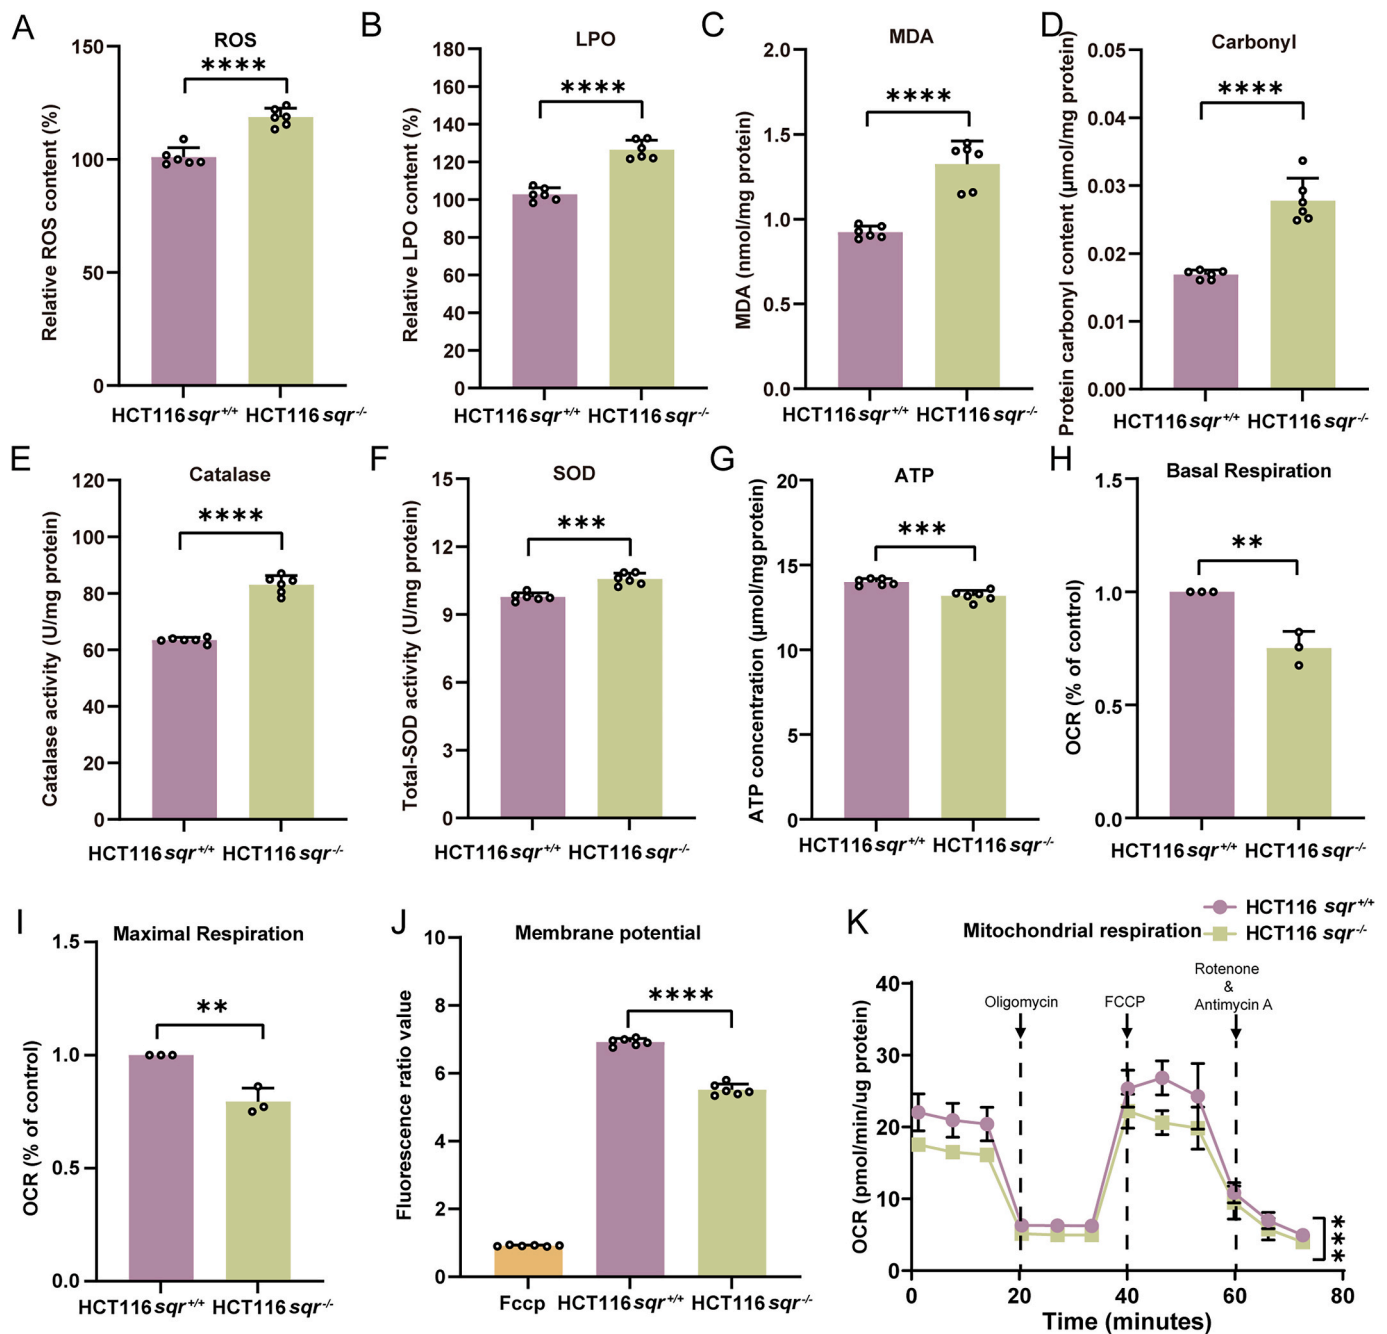 A
ROS
****
Relative ROS content (%)
150
100
50
0
HCT116 sqr+/+ HCT116 sqr-/-
B
LPO
****
Relative LPO content (%)
180
160
140
120
100
80
60
40
20
0
HCT116 sqr+/+ HCT116 sqr-/-
C
MDA
****
MDA (nmol/mg protein)
2.0
1.5
1.0
0.5
0.0
HCT116 sqr+/+ HCT116 sqr-/-
D
Carbonyl
****
Protein carbonyl content (μmol/mg protein)
0.05
0.04
0.03
0.02
0.01
0.00
HCT116 sqr+/+ HCT116 sqr-/-
E
Catalase
****
Catalase activity (U/mg protein)
120
100
80
60
40
20
0
HCT116 sqr+/+ HCT116 sqr-/-
F
SOD
***
Total-SOD activity (U/mg protein)
15
12
9
6
3
0
HCT116 sqr+/+ HCT116 sqr-/-
G
ATP
***
ATP concentration (μmol/mg protein)
20
15
10
5
0
HCT116 sqr+/+ HCT116 sqr-/-
H
Basal Respiration
**
OCR (% of control)
1.5
1.0
0.5
0.0
HCT116 sqr+/+ HCT116 sqr-/-
I
Maximal Respiration
**
OCR (% of control)
1.5
1.0
0.5
0.0
HCT116 sqr+/+ HCT116 sqr-/-
J
Membrane potential
****
Fluorescence ratio value
10
8
6
4
2
0
Fccp HCT116 sqr+/+ HCT116 sqr-/-
K
Mitochondrial respiration
HCT116 sqr+/+
HCT116 sqr-/-
Oligomycin
FCCP
Rotenone
&
Antimycin A
OCR (pmol/min/ug protein)
40
30
20
10
0
***
0 20 40 60 80
Time (minutes)